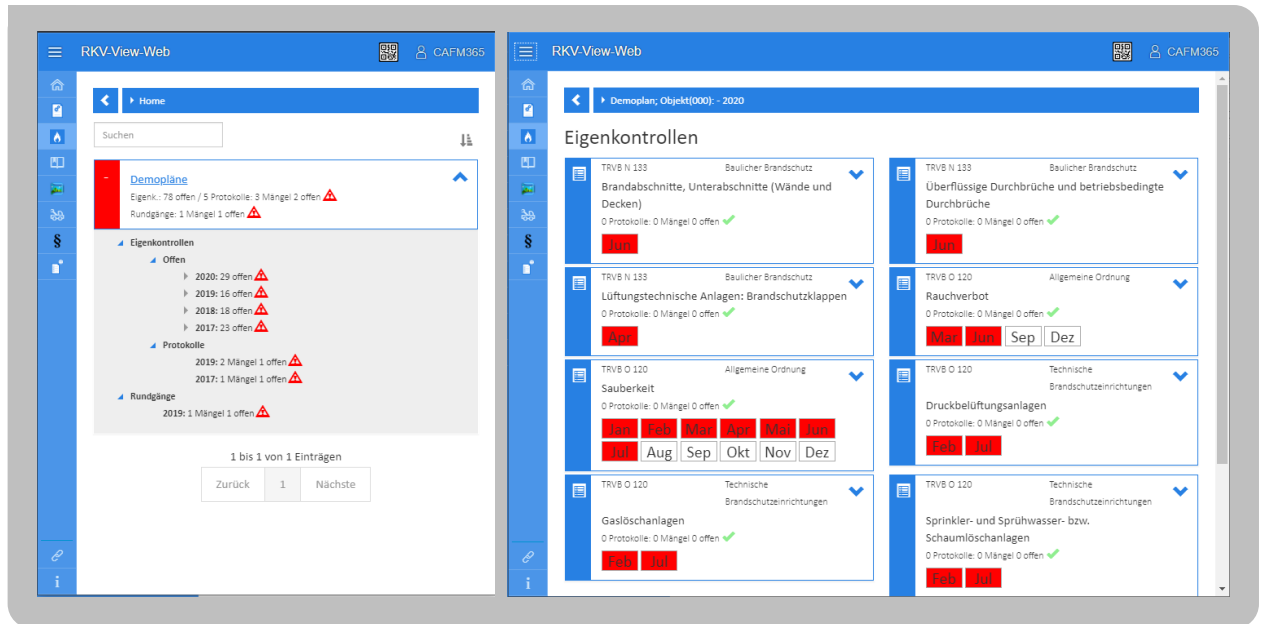 RKV-View-Web
CAFM365
Home
Suchen
-
Demopläne
Eigenk.: 78 offen / 5 Protokolle: 3 Mängel 2 offen
Rundgänge: 1 Mängel 1 offen
Eigenkontrollen
Offen
2020: 29 offen
2019: 16 offen
2018: 18 offen
2017: 23 offen
Protokolle
2019: 2 Mängel 1 offen
2017: 1 Mängel 1 offen
Rundgänge
2019: 1 Mängel 1 offen
1 bis 1 von 1 Einträgen
Zurück 1 Nächste
§
i
RKV-View-Web
CAFM365
Demoplan; Objekt(000): - 2020
Eigenkontrollen
TRVB N 133 Baulicher Brandschutz
Brandabschnitte, Unterabschnitte (Wände und
Decken)
0 Protokolle: 0 Mängel 0 offen
Jun
TRVB N 133 Baulicher Brandschutz
Überflüssige Durchbrüche und betriebsbedingte
Durchbrüche
0 Protokolle: 0 Mängel 0 offen
Jun
TRVB N 133 Baulicher Brandschutz
Lüftungstechnische Anlagen: Brandschutzklappen
0 Protokolle: 0 Mängel 0 offen
Apr
TRVB O 120 Allgemeine Ordnung
Rauchverbot
0 Protokolle: 0 Mängel 0 offen
Mar Jun Sep Dez
TRVB O 120 Allgemeine Ordnung
Sauberkeit
0 Protokolle: 0 Mängel 0 offen
Jan Feb Mar Apr Mai Jun
Jul Aug Sep Okt Nov Dez
TRVB O 120 Technische
Brandschutzeinrichtungen
Druckbelüftungsanlagen
0 Protokolle: 0 Mängel 0 offen
Feb Jul
TRVB O 120 Technische
Brandschutzeinrichtungen
Gaslöschanlagen
0 Protokolle: 0 Mängel 0 offen
Feb Jul
TRVB O 120 Technische
Brandschutzeinrichtungen
Sprinkler- und Sprühwasser- bzw.
Schaumlöschanlagen
0 Protokolle: 0 Mängel 0 offen
Feb Jul
§
i